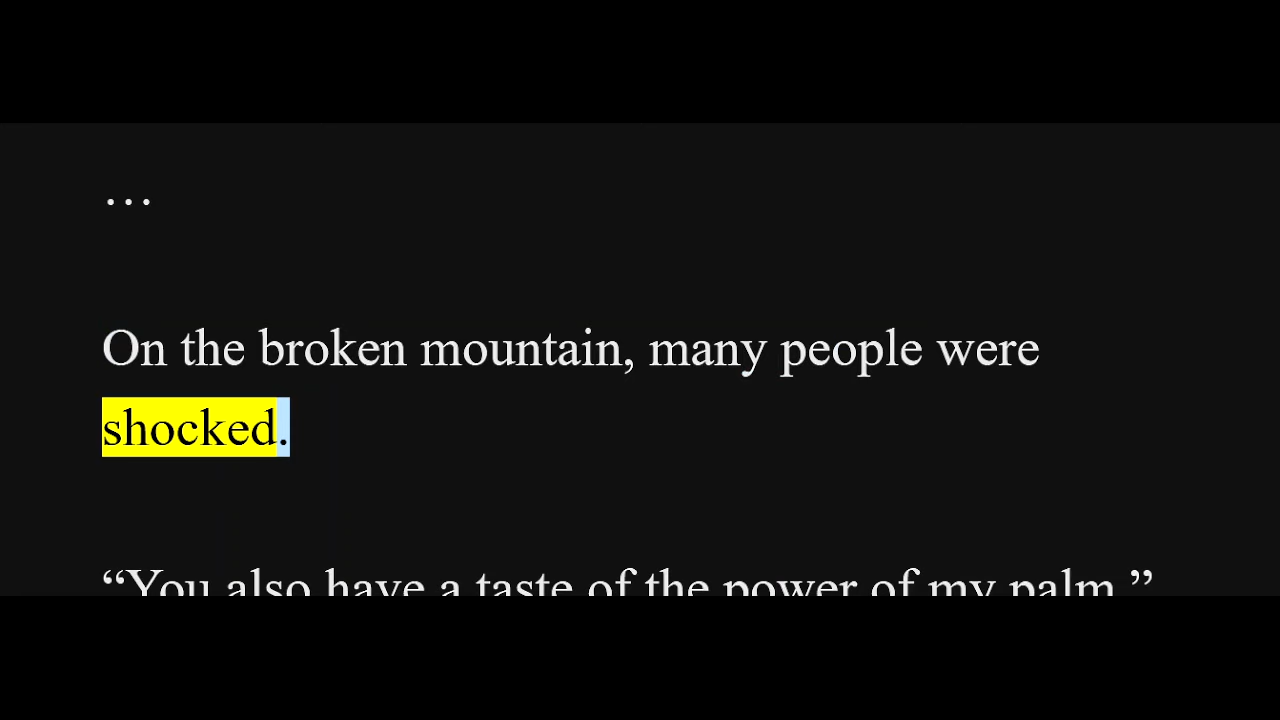 …
On the broken mountain, many people were
shocked.
“You also have a taste of the power of my palm.”